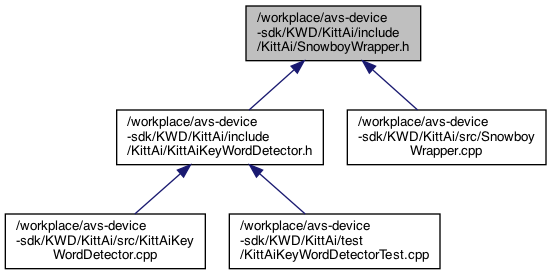 /workplace/avs-device
-sdk/KWD/KittAi/include
/KittAi/SnowboyWrapper.h
/workplace/avs-device
-sdk/KWD/KittAi/include
/KittAi/KittAiKeyWordDetector.h
/workplace/avs-device
-sdk/KWD/KittAi/src/Snowboy
Wrapper.cpp
/workplace/avs-device
-sdk/KWD/KittAi/src/KittAiKey
WordDetector.cpp
/workplace/avs-device
-sdk/KWD/KittAi/test
/KittAiKeyWordDetectorTest.cpp